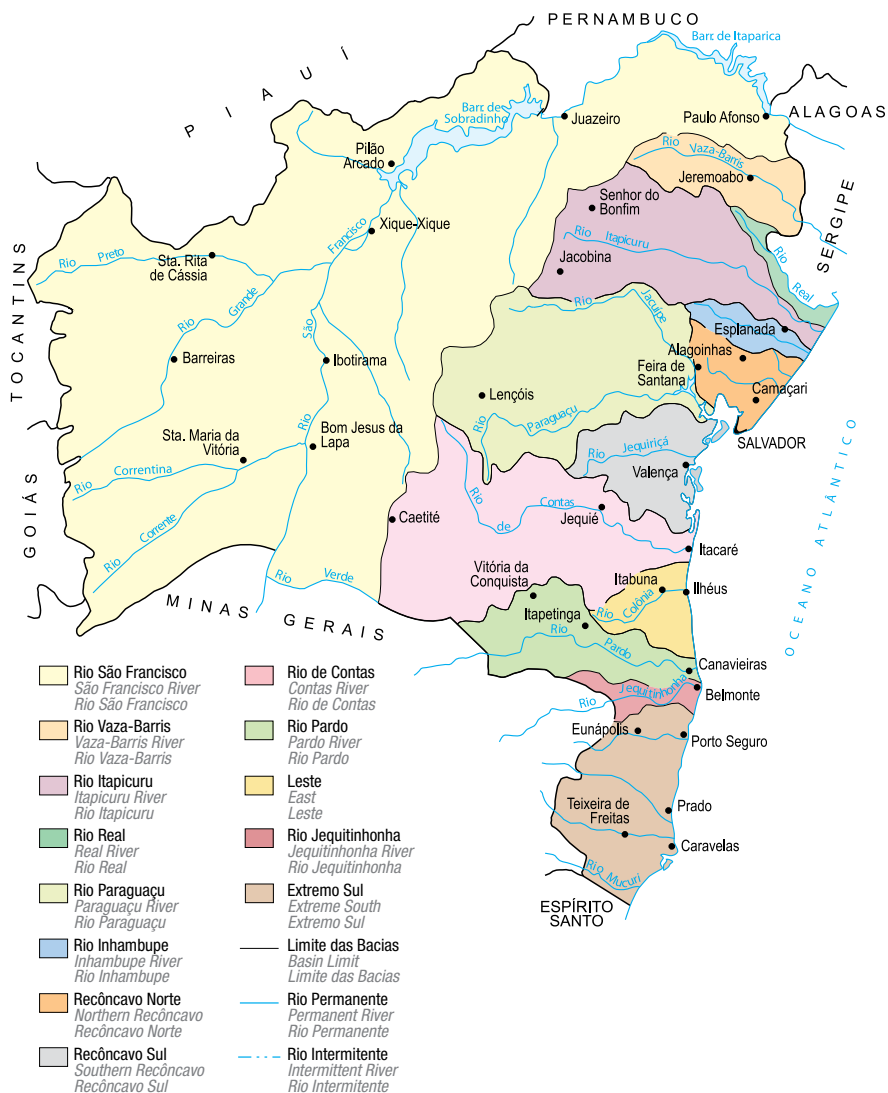 PERNAMBUCO
Barr. de Itaparica
PIAUÍ
Barr. de
Sobradinho
Juazeiro
Paulo Afonso
ALAGOAS
Pilão
Arcado
Rio Vaza-Barris
Jeremoabo
Senhor do
Bonfim
SERGIPE
Xique-Xique
Francisco
Rio Itapicuru
Rio Real
Rio Preto
Sta. Rita
de Cássia
Jacobina
TOCANTINS
Rio Grande
São
Rio Jacuípe
Esplanada
Barreiras
Ibotirama
Alagoinhas
Feira de
Santana
Camaçari
Lençóis
Rio Paraguaçu
Rio
Sta. Maria da
Vitória
Bom Jesus da
Lapa
SALVADOR
Rio Jequiriçá
Valença
Rio Correntina
GOIÁS
Rio Corrente
Caetité
Rio de Contas
Jequié
Itacaré
OCEANO ATLÂNTICO
Rio Verde
Vitória da
Conquista
Itabuna
Ilhéus
Rio Colônia
MINAS GERAIS
Itapetinga
Rio Pardo
Canavieiras
Rio Jequitinhonha
Belmonte
Eunápolis
Porto Seguro
Prado
Teixeira de
Freitas
Caravelas
Rio Mucuri
ESPÍRITO
SANTO
Rio São Francisco
São Francisco River
Rio São Francisco
Rio Vaza-Barris
Vaza-Barris River
Rio Vaza-Barris
Rio Itapicuru
Itapicuru River
Rio Itapicuru
Rio Real
Real River
Rio Real
Rio Paraguaçu
Paraguaçu River
Rio Paraguaçu
Rio Inhambupe
Inhambupe River
Rio Inhambupe
Recôncavo Norte
Northern Recôncavo
Recôncavo Norte
Recôncavo Sul
Southern Recôncavo
Recôncavo Sul
Rio de Contas
Contas River
Rio de Contas
Rio Pardo
Pardo River
Rio Pardo
Leste
East
Leste
Rio Jequitinhonha
Jequitinhonha River
Rio Jequitinhonha
Extremo Sul
Extreme South
Extremo Sul
Limite das Bacias
Basin Limit
Limite das Bacias
Rio Permanente
Permanent River
Rio Permanente
Rio Intermitente
Intermittent River
Rio Intermitente